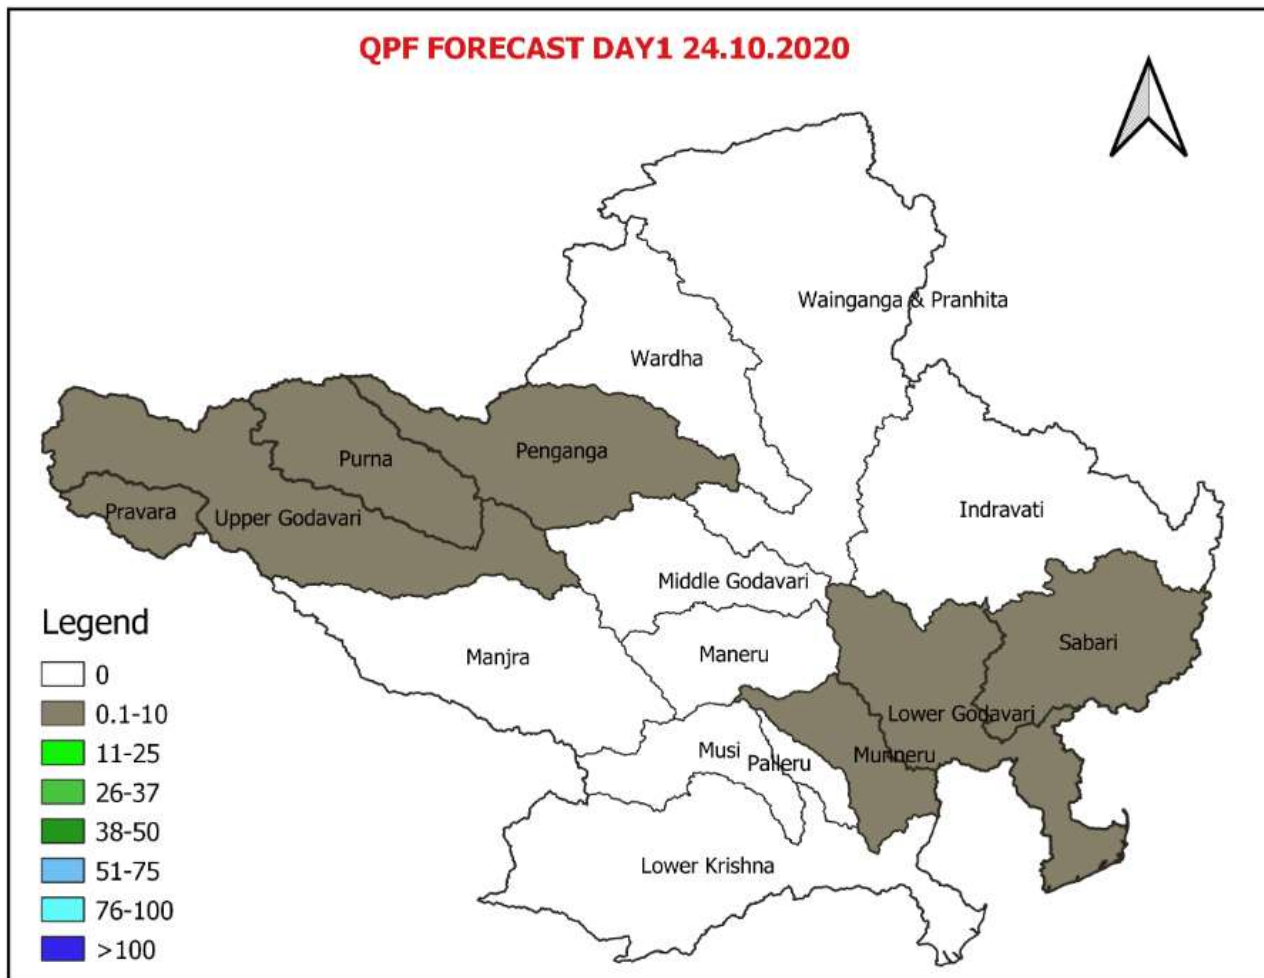 QPF FORECAST DAY1 24.10.2020
Wainganga & Pranhita
Wardha
Penganga
Purna
Pravara
Upper Godavari
Indravati
Middle Godavari
Sabari
Maneru
Manjra
Lower Godavari
Musi
Palleru
Munneru
Lower Krishna
Legend
0
0.1-10
11-25
26-37
38-50
51-75
76-100
>100